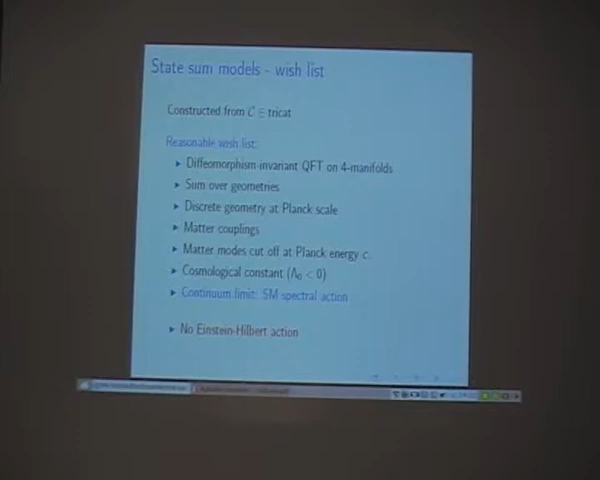 State sum models - wish list
Constructed from C ∈ tricat
Reasonable wish list:
▶ Diffeomorphism-invariant QFT on 4-manifolds
▶ Sum over geometries
▶ Discrete geometry at Planck scale
▶ Matter couplings
▶ Matter modes cut off at Planck energy c.
▶ Cosmological constant (Λ₀ < 0)
▶ Continuum limit: SM spectral action
▶ No Einstein-Hilbert action